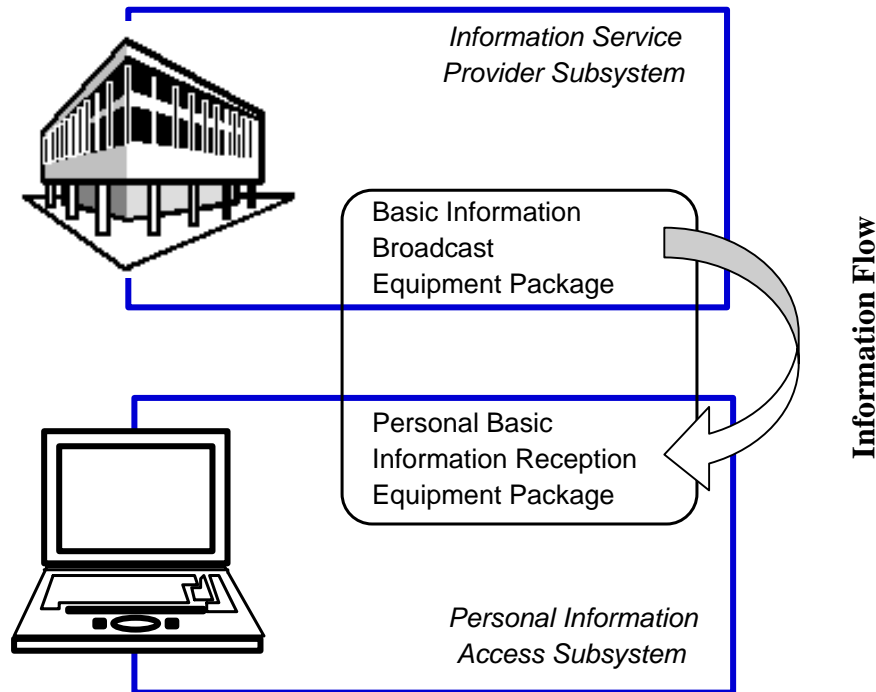 Information Service
Provider Subsystem
Basic Information
Broadcast
Equipment Package
Information Flow
Personal Basic
Information Reception
Equipment Package
Personal Information
Access Subsystem